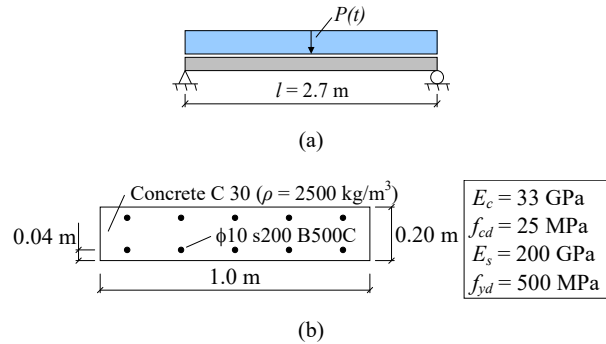 P(t)
l = 2.7 m
(a)
Concrete C 30 (ρ = 2500 kg/m³)
0.04 m
ϕ10 s200 B500C
0.20 m
1.0 m
E_c = 33 GPa
f_cd = 25 MPa
E_s = 200 GPa
f_yd = 500 MPa
(b)